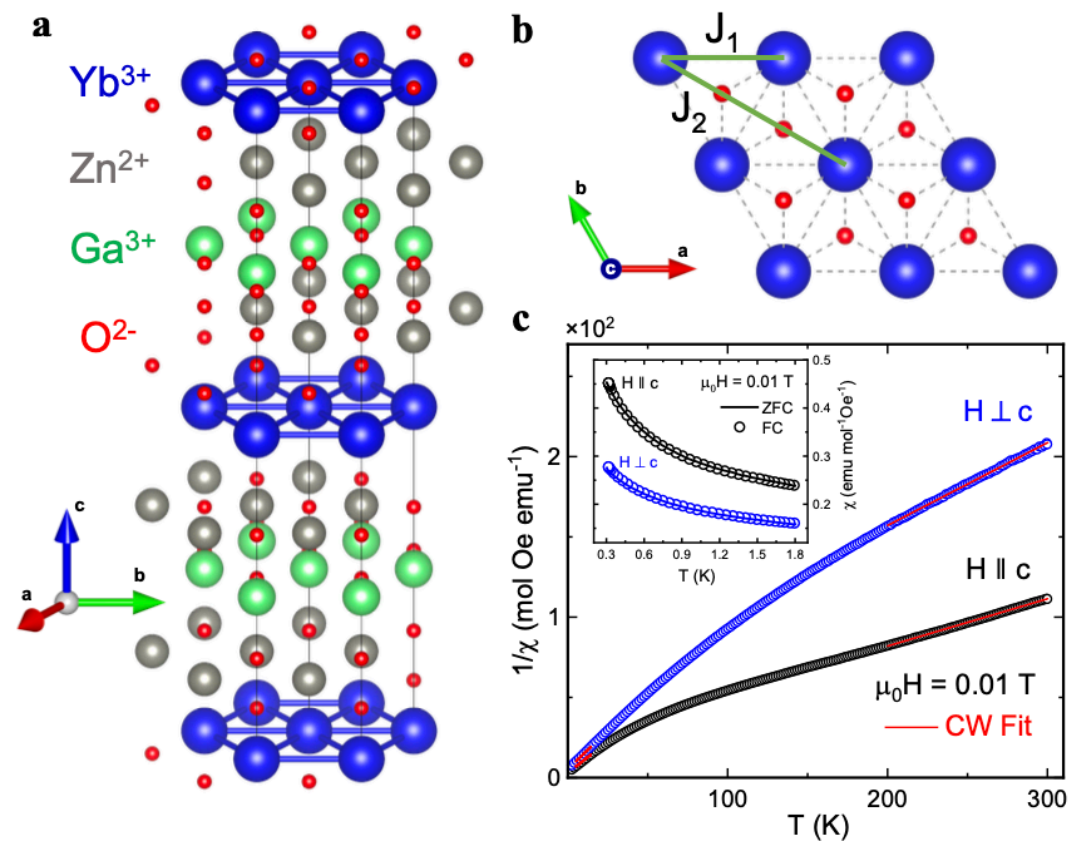 a
Yb³⁺
Zn²⁺
Ga³⁺
O²⁻
c
a
b
b
J₁
J₂
b
c
a
c
×10²
2
1
0
100
200
300
1/χ (mol Oe emu⁻¹)
T (K)
H ⊥ c
H ∥ c
μ₀H = 0.01 T
CW Fit
H ∥ c
μ₀H = 0.01 T
ZFC
FC
H ⊥ c
0.5
0.4
0.3
0.2
χ (emu mol⁻¹Oe⁻¹)
0.3
0.6
0.9
1.2
1.5
1.8
T (K)